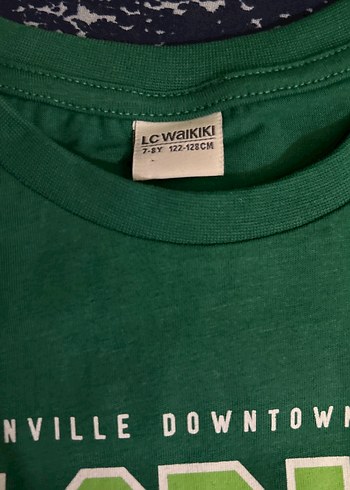 LC WAIKIKI
7-8Y 122-128CM
NVILLE DOWNTOWN